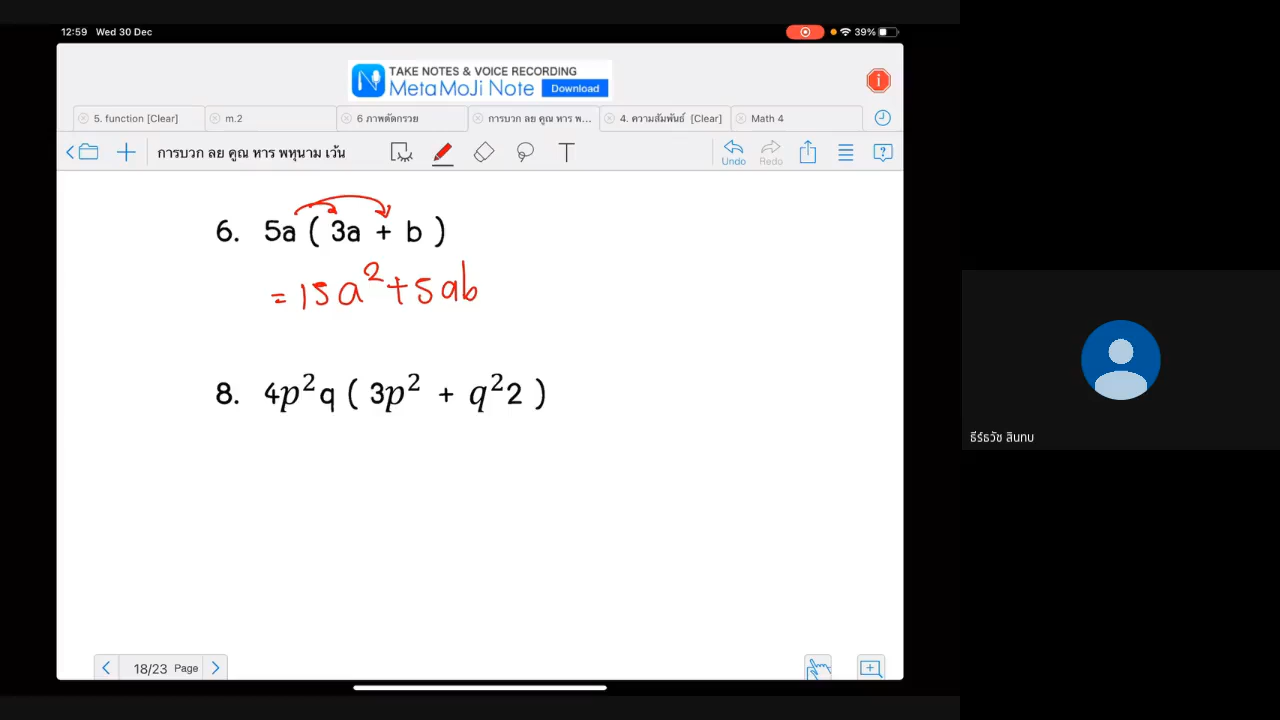 12:59 Wed 30 Dec
39%
TAKE NOTES & VOICE RECORDING
MetaMoJi Note Download
5. function [Clear]
m.2
6 ภาพตัดกรวย
การบวก ลย คูณ หาร พ...
4. ความสัมพันธ์ [Clear]
Math 4
การบวก ลย คูณ หาร พหุนาม เว้น
T
Undo
Redo
6. 5a ( 3a + b )
= 15a² + 5ab
8. 4p²q ( 3p² + q²2 )
ธีร์ธวัช สินทบ
18/23 Page